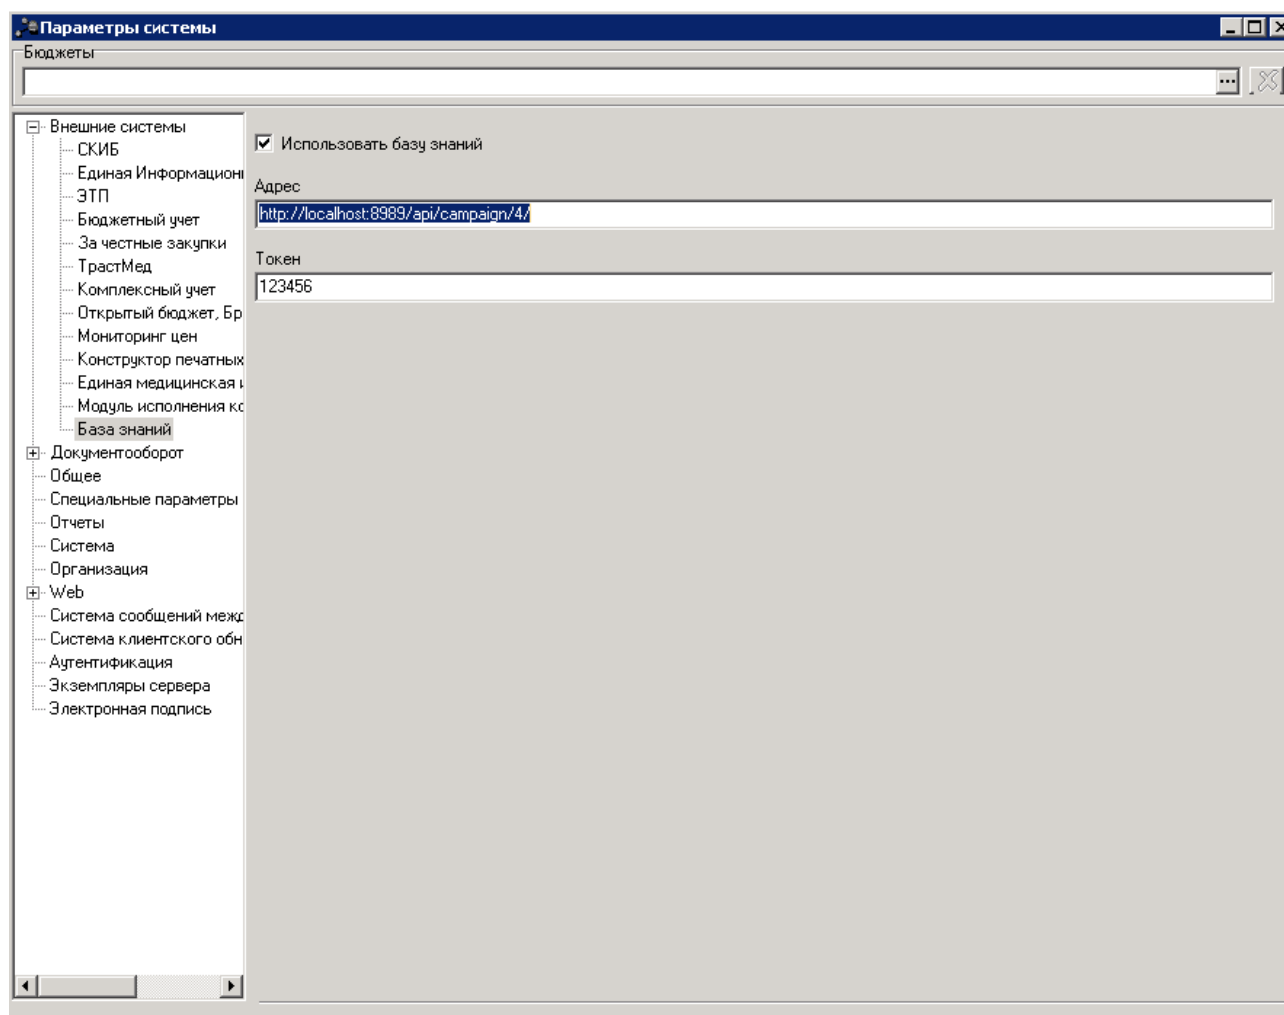 Параметры системы
Бюджеты
Внешние системы
СКИБ
Единая Информационн
ЭТП
Бюджетный учет
За честные закупки
ТрастМед
Комплексный учет
Открытый бюджет, Бр
Мониторинг цен
Конструктор печатных
Единая медицинская и
Модуль исполнения ко
База знаний
Документооборот
Общее
Специальные параметры
Отчеты
Система
Организация
Web
Система сообщений межд
Система клиентского обн
Аутентификация
Экземпляры сервера
Электронная подпись
Использовать базу знаний
Адрес
http://localhost:8989/api/campaign/4/
Токен
123456